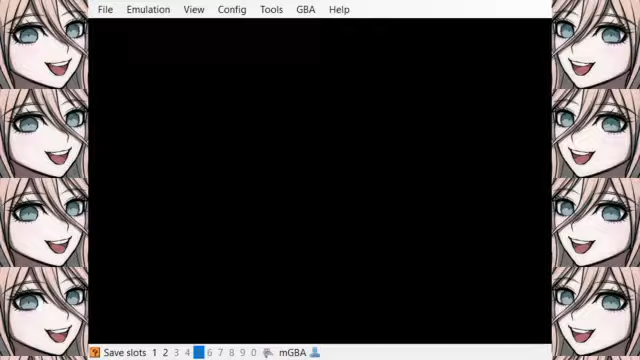 File Emulation View Config Tools GBA Help
? Save slots 1 2 3 4 6 7 8 9 0 mGBA